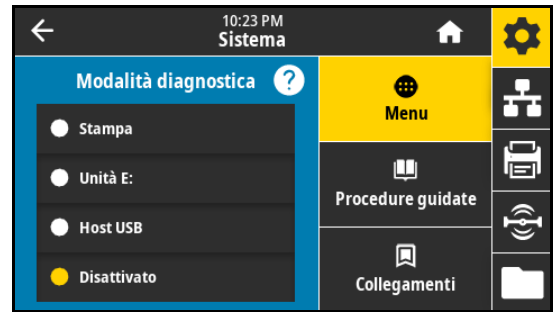 10:23 PM
Sistema
Modalità diagnostica ?
Stampa
Unità E:
Host USB
Disattivato
Menu
Procedure guidate
Collegamenti